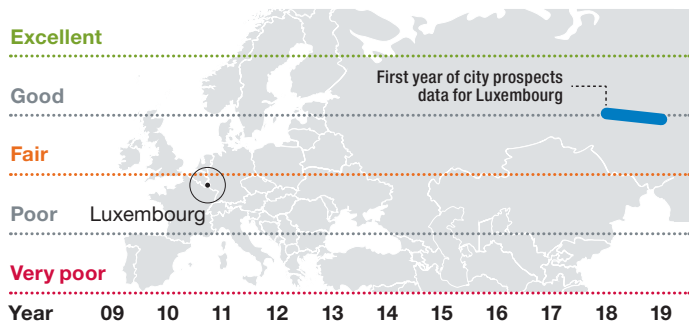 Excellent
Good
First year of city prospects
data for Luxembourg
Fair
Poor
Luxembourg
Very poor
Year 09 10 11 12 13 14 15 16 17 18 19